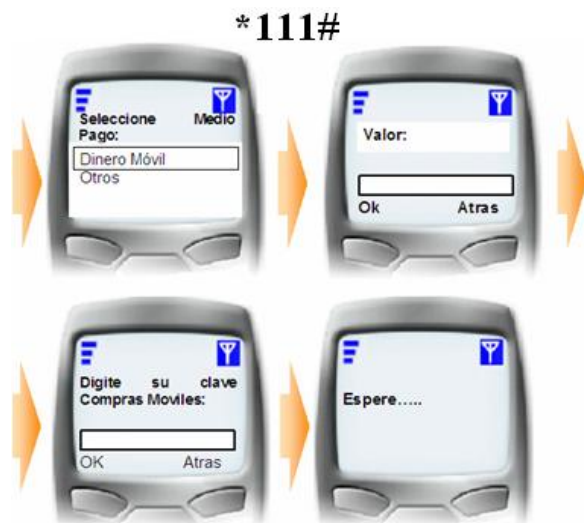 *111#
Seleccione Medio
Pago:
Dinero Móvil
Otros
Valor:
Ok Atras
Digite su clave
Compras Moviles:
OK Atras
Espere.....